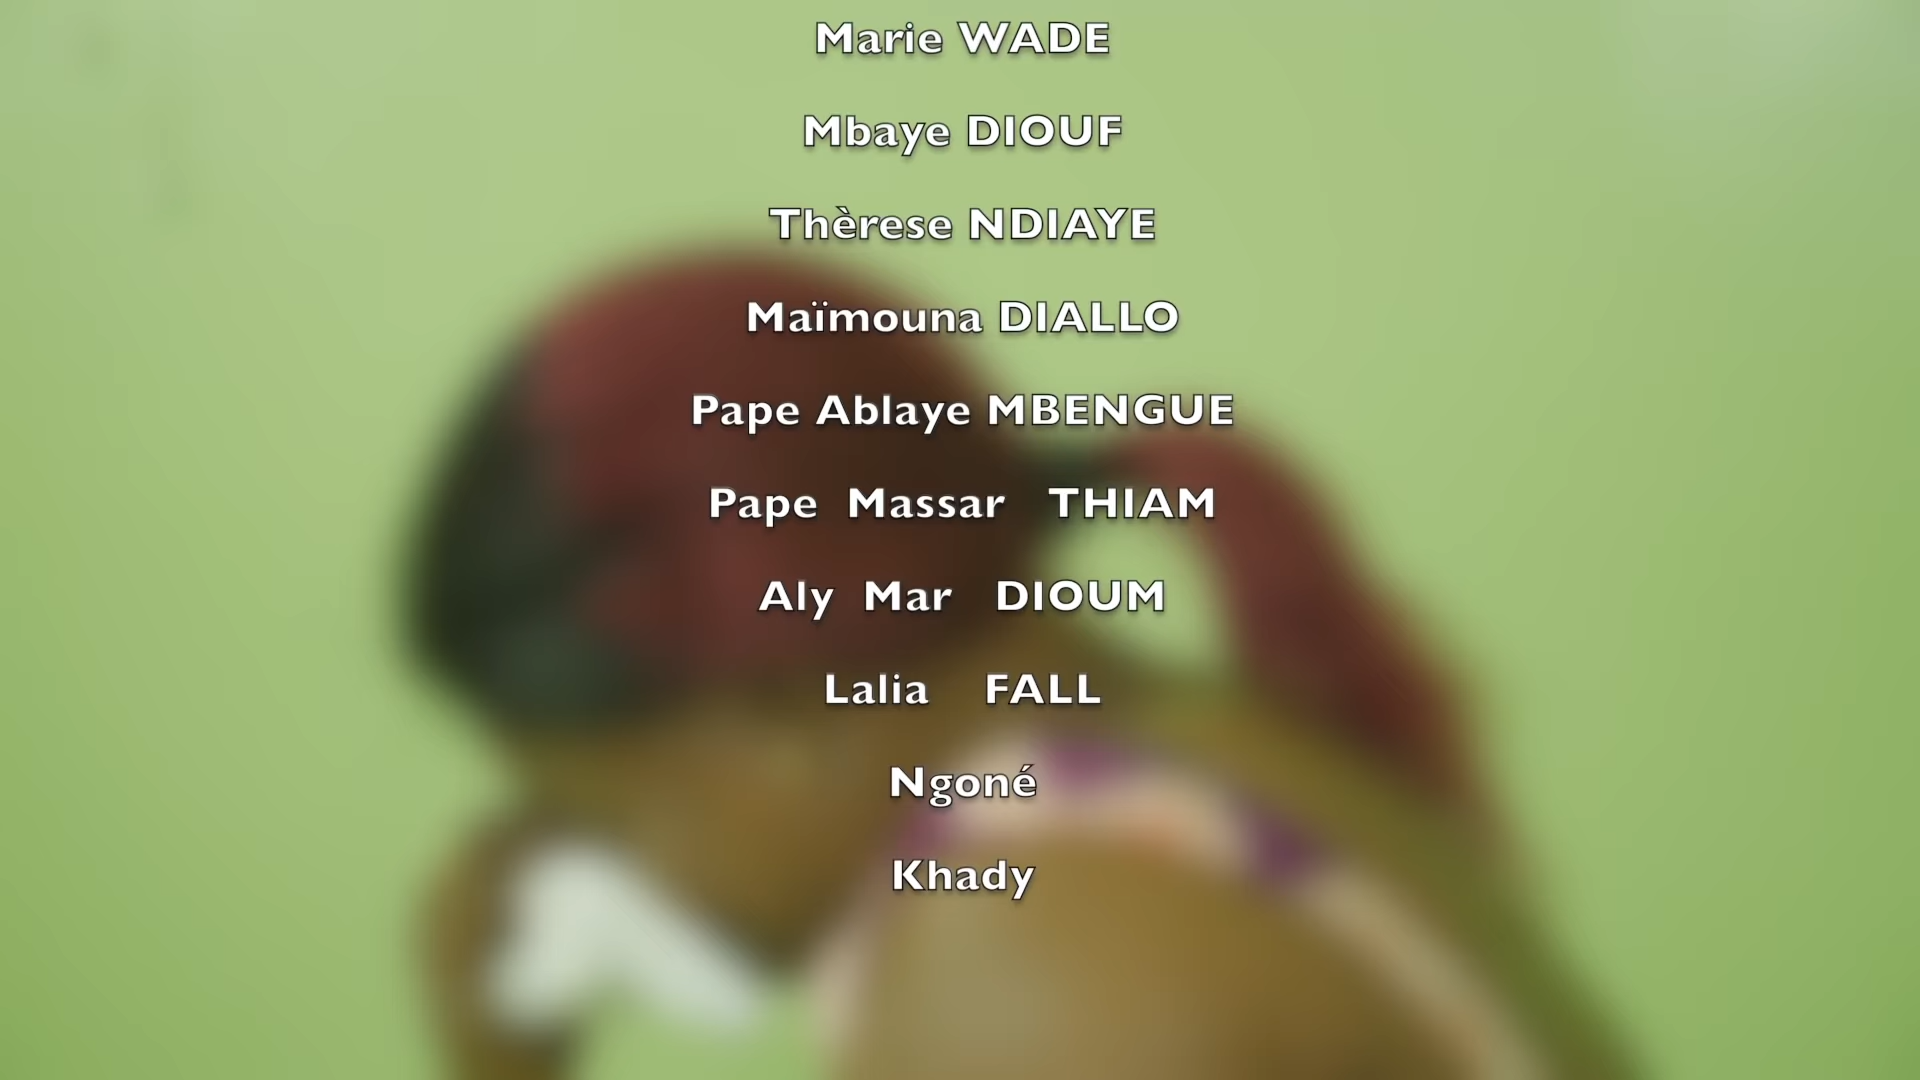 Marie WADE
Mbaye DIOUF
Thèrese NDIAYE
Maïmouna DIALLO
Pape Ablaye MBENGUE
Pape Massar THIAM
Aly Mar DIOUM
Lalia FALL
Ngoné
Khady